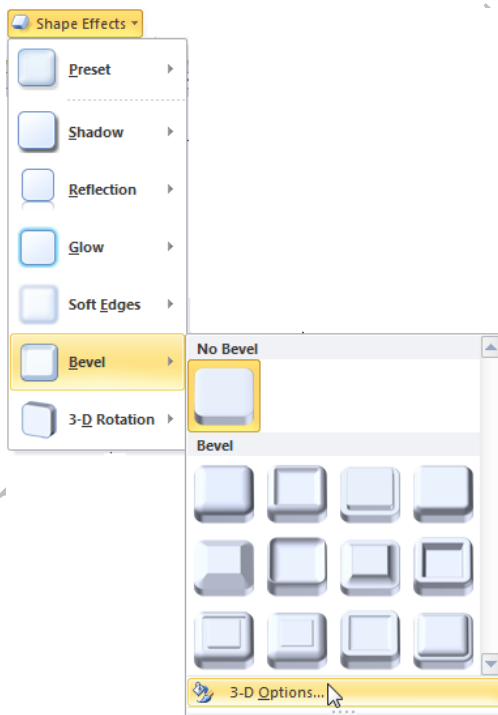 Shape Effects
Preset
Shadow
Reflection
Glow
Soft Edges
Bevel
3-D Rotation
No Bevel
Bevel
3-D Options...